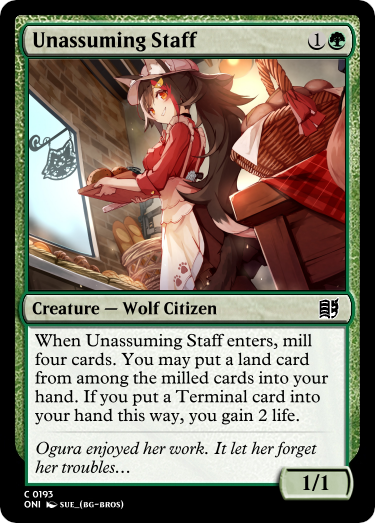 Unassuming Staff 1
Creature — Wolf Citizen
When Unassuming Staff enters, mill
four cards. You may put a land card
from among the milled cards into your
hand. If you put a Terminal card into
your hand this way, you gain 2 life.
Ogura enjoyed her work. It let her forget
her troubles…
1/1
C 0193
ONI SUE_(BG-BROS)